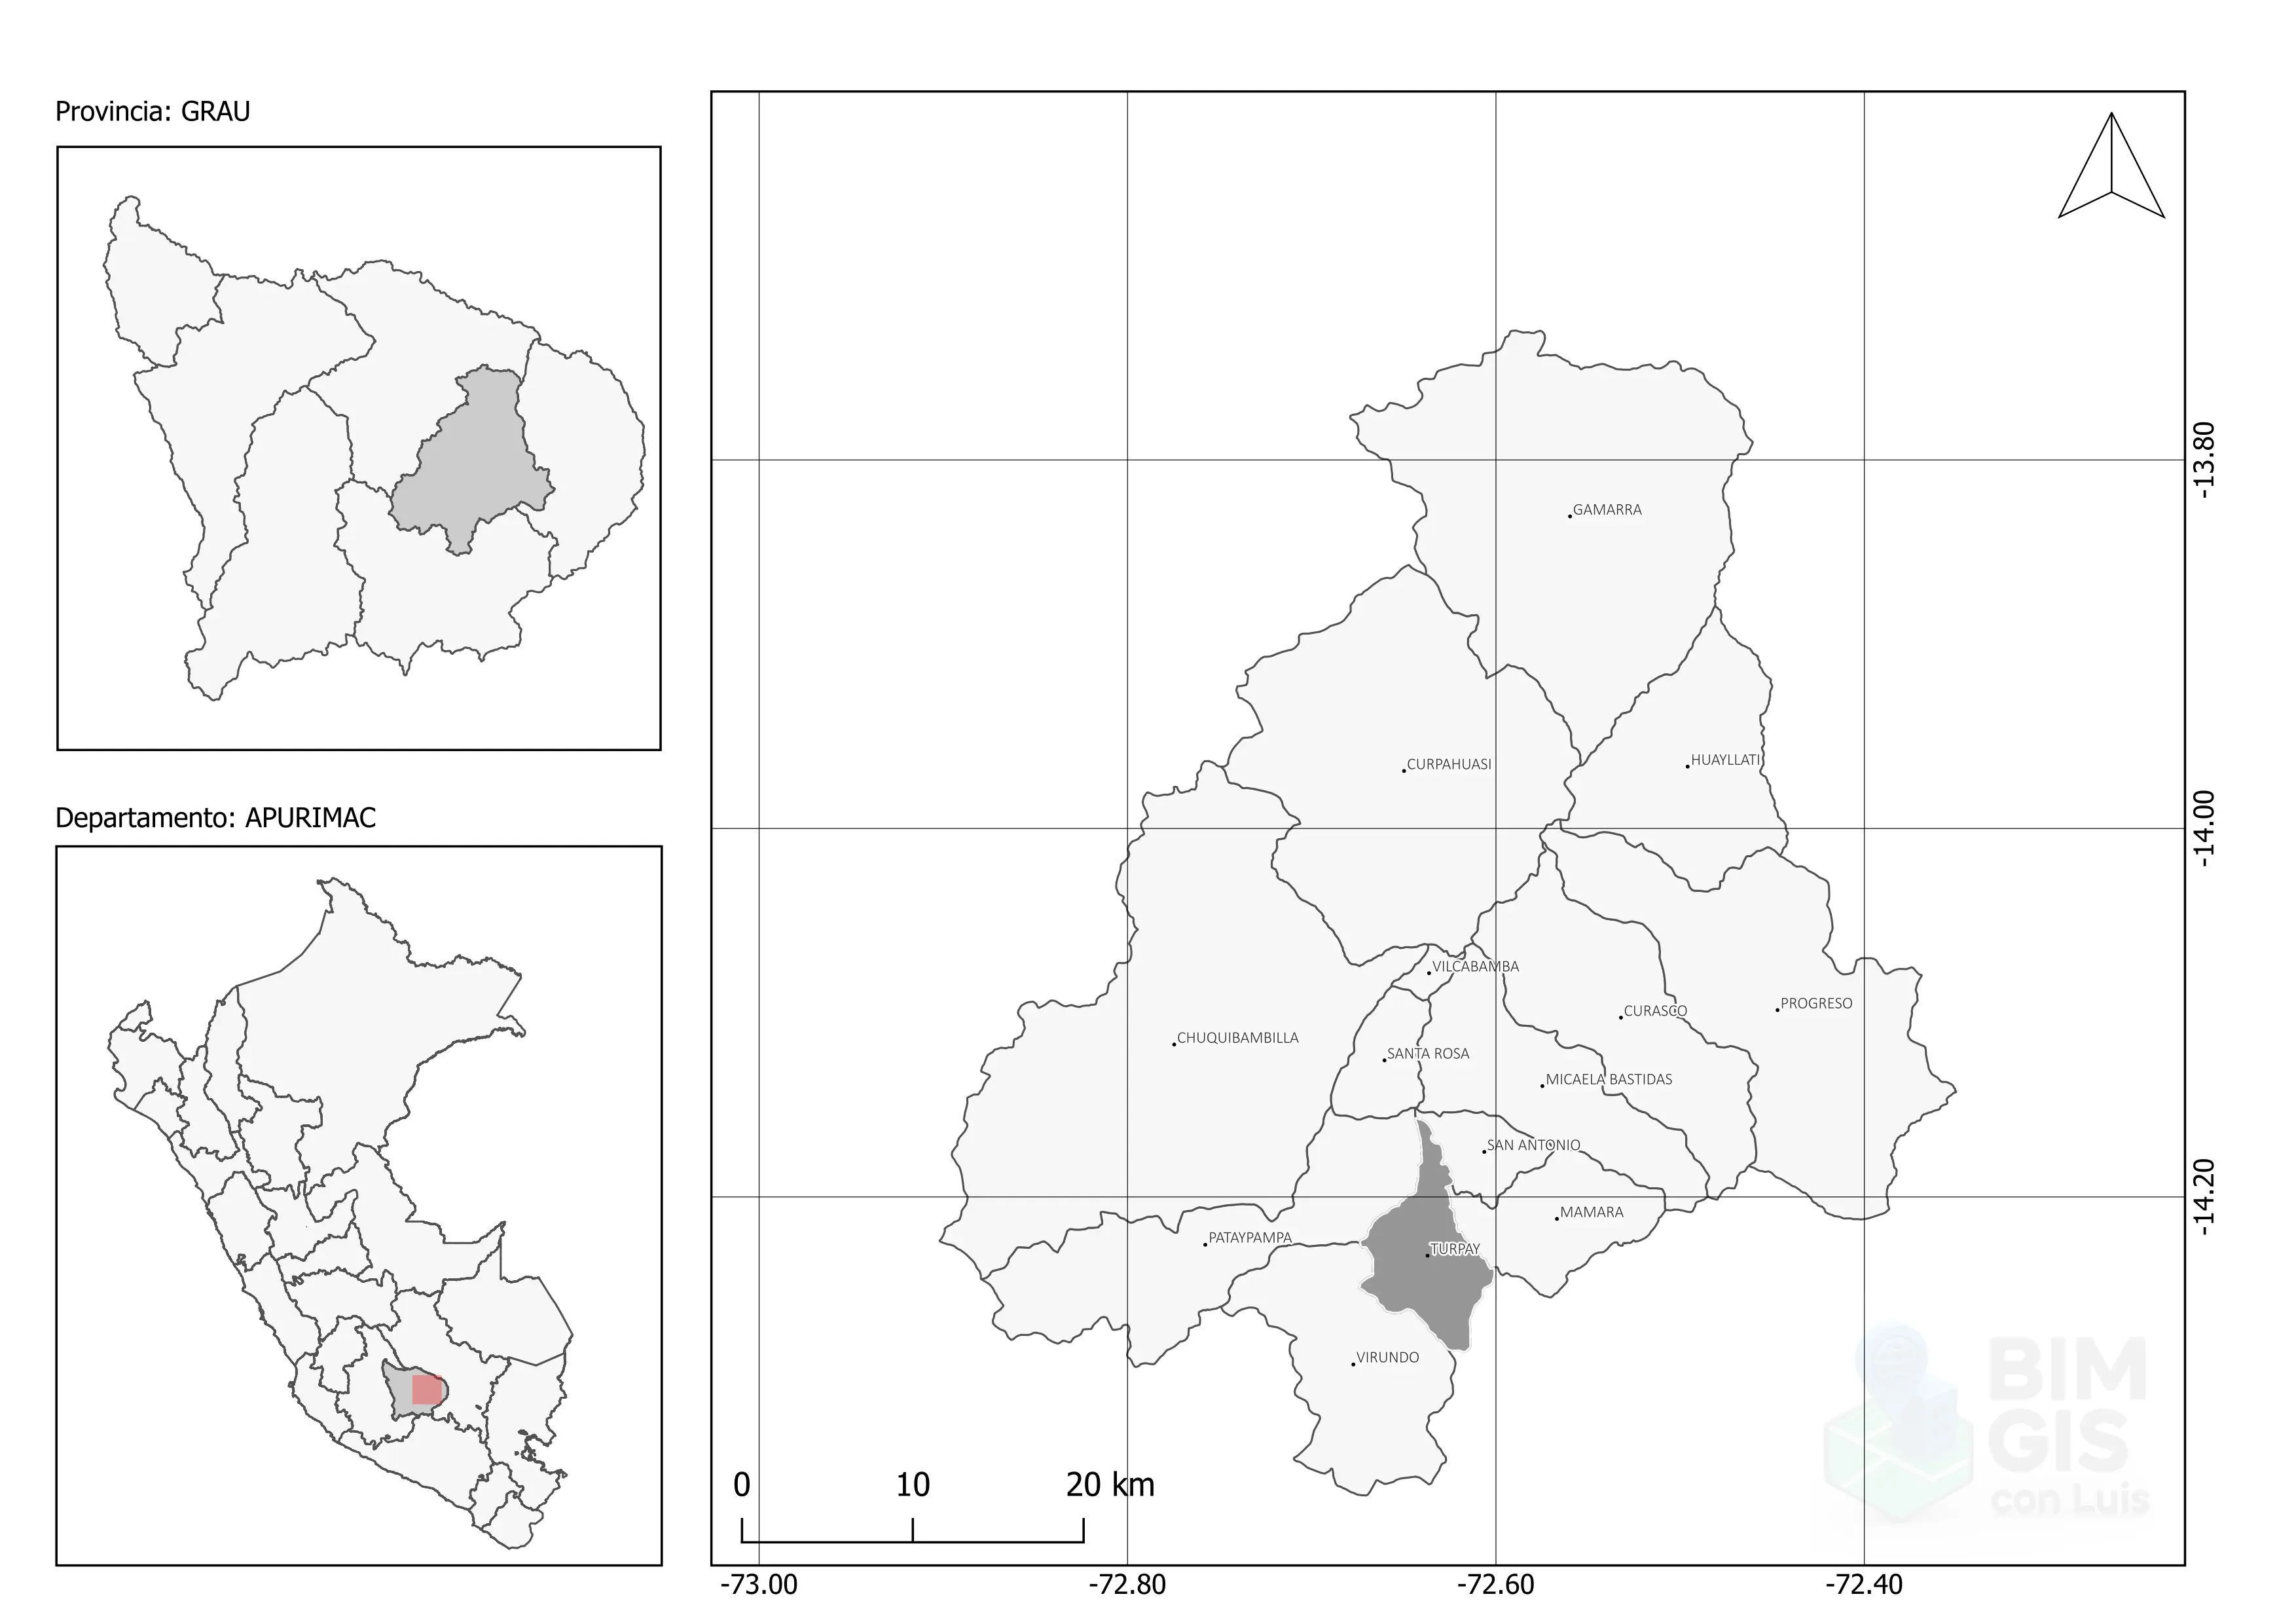 Provincia: GRAU
Departamento: APURIMAC
GAMARRA
CURPAHUASI
HUAYLLATI
VILCABAMBA
CURASCO
PROGRESO
CHUQUIBAMBILLA
SANTA ROSA
MICAELA BASTIDAS
SAN ANTONIO
MAMARA
PATAYPAMPA
TURPAY
VIRUNDO
0 10 20 km
-73.00 -72.80 -72.60 -72.40
-13.80
-14.00
-14.20
BIM
GIS
con Luis